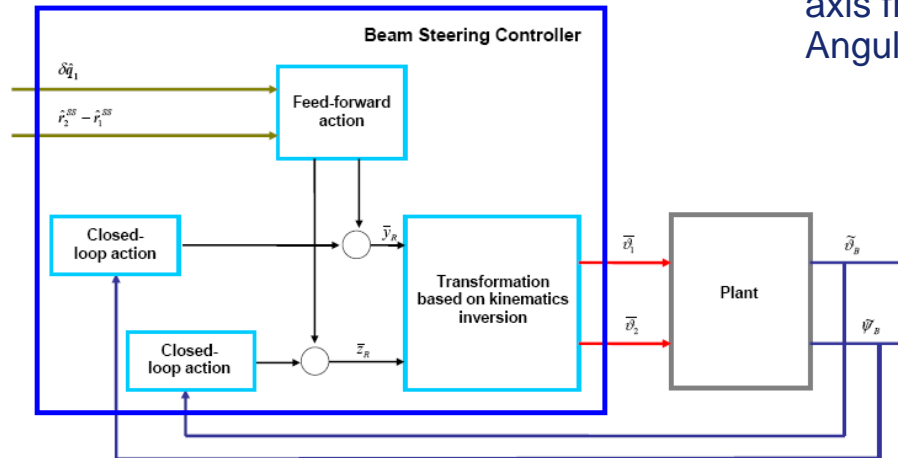 axis fl
Angul
Beam Steering Controller
δq̂₁
Feed-forward
action
r̂₂ˢˢ − r̂₁ˢˢ
Closed-
loop action
ȳ_R
Transformation
based on kinematics
inversion
ϑ̄₁
ϑ̄₂
Plant
ϑ̃_B
ψ̃_B
Closed-
loop action
z̄_R